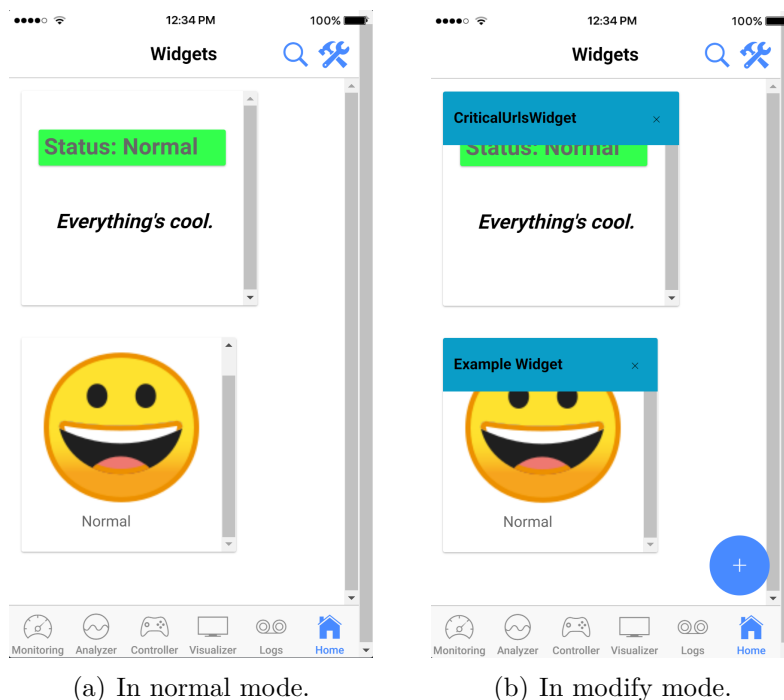 12:34 PM 100%
Widgets
Status: Normal
Everything's cool.
Normal
Monitoring Analyzer Controller Visualizer Logs Home
(a) In normal mode.
12:34 PM 100%
Widgets
CriticalUrlsWidget ×
Status: Normal
Everything's cool.
Example Widget ×
Normal
+
Monitoring Analyzer Controller Visualizer Logs Home
(b) In modify mode.